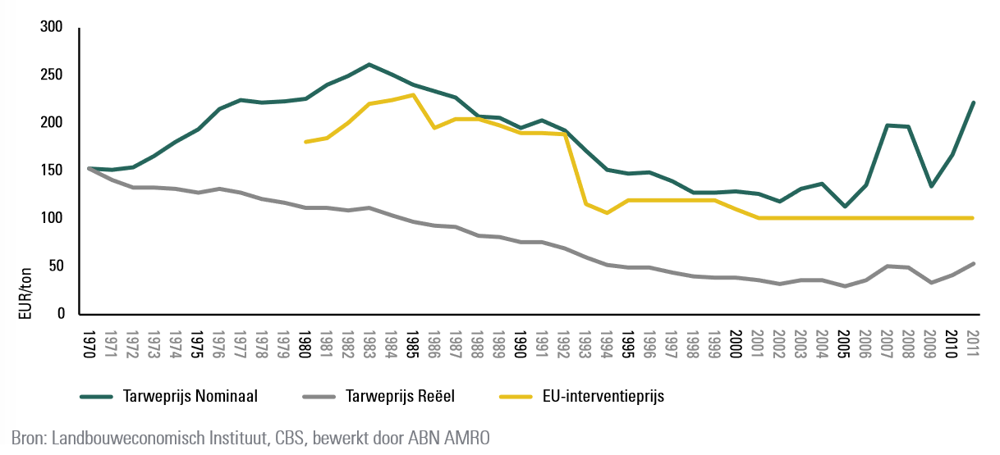 300
250
200
150
100
50
0
EUR/ton
1970 1971 1972 1973 1974 1975 1976 1977 1978 1979 1980 1981 1982 1983 1984 1985 1986 1987 1988 1989 1990 1991 1992 1993 1994 1995 1996 1997 1998 1999 2000 2001 2002 2003 2004 2005 2006 2007 2008 2009 2010 2011
Tarweprijs Nominaal Tarweprijs Reëel EU-interventieprijs
Bron: Landbouweconomisch Instituut, CBS, bewerkt door ABN AMRO